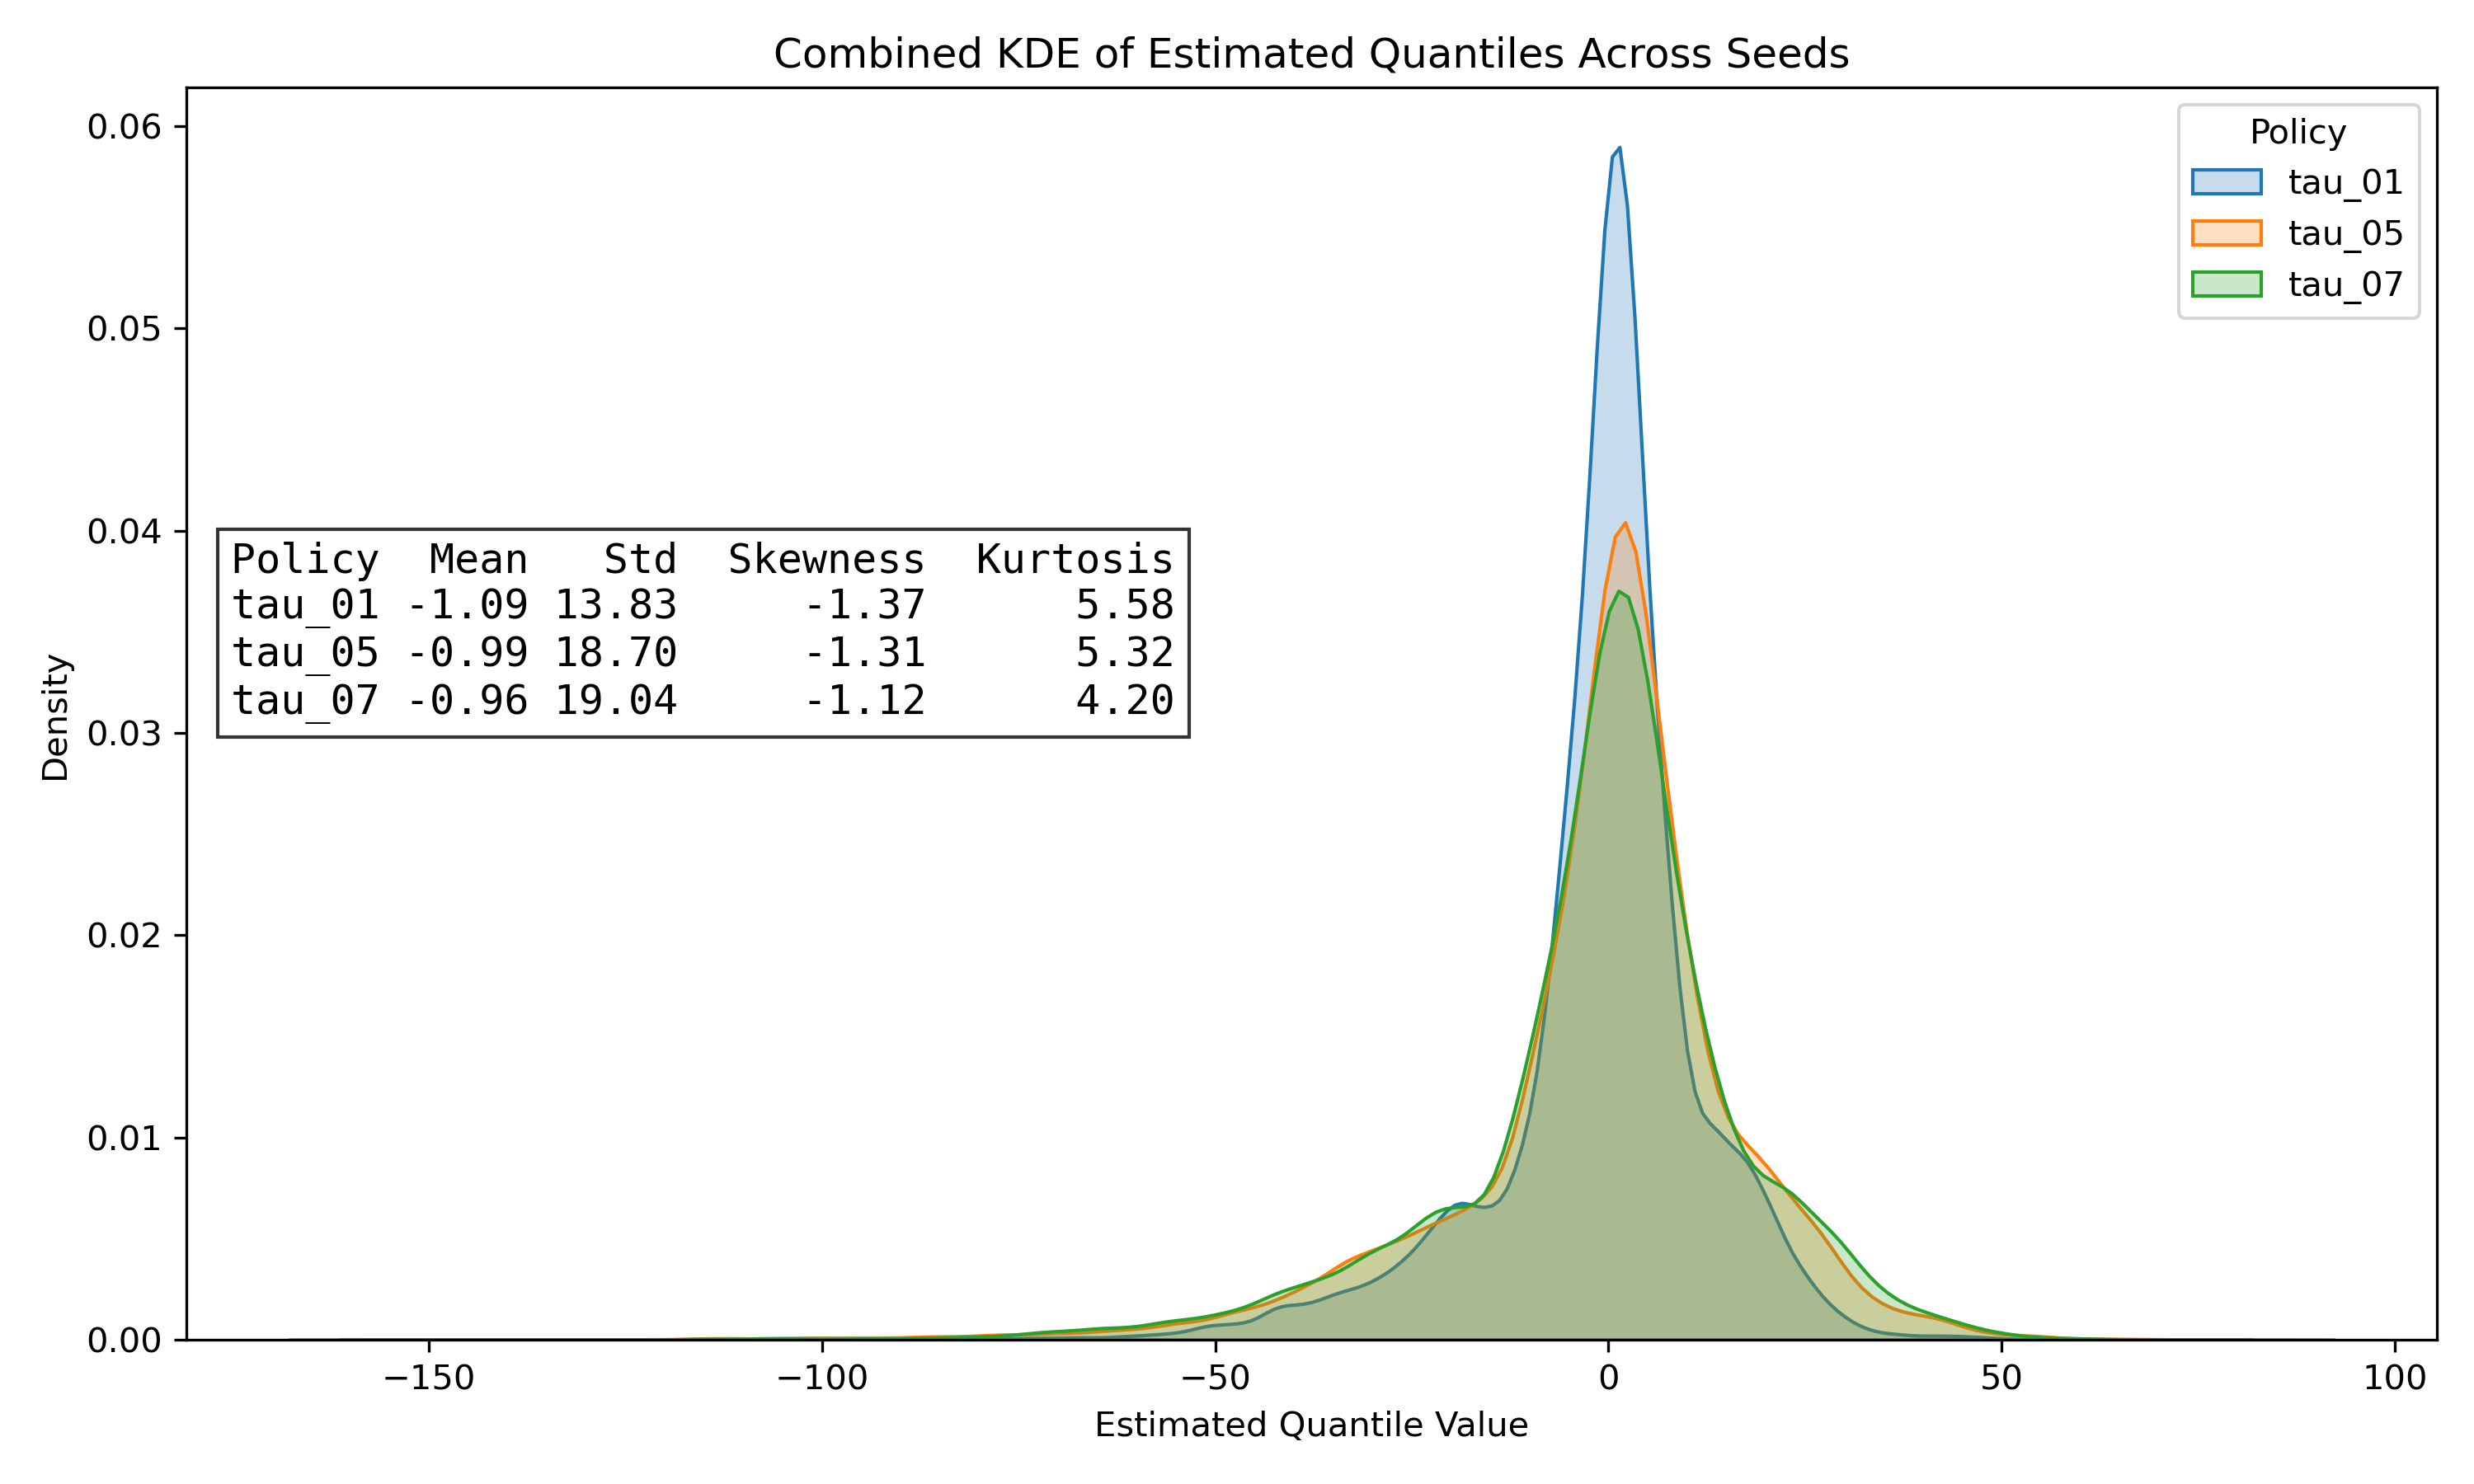 Combined KDE of Estimated Quantiles Across Seeds
0.06
0.05
0.04
0.03
0.02
0.01
0.00
Density
Policy
tau_01
tau_05
tau_07
Policy Mean Std Skewness Kurtosis
tau_01 -1.09 13.83 -1.37 5.58
tau_05 -0.99 18.70 -1.31 5.32
tau_07 -0.96 19.04 -1.12 4.20
−150 −100 −50 0 50 100
Estimated Quantile Value